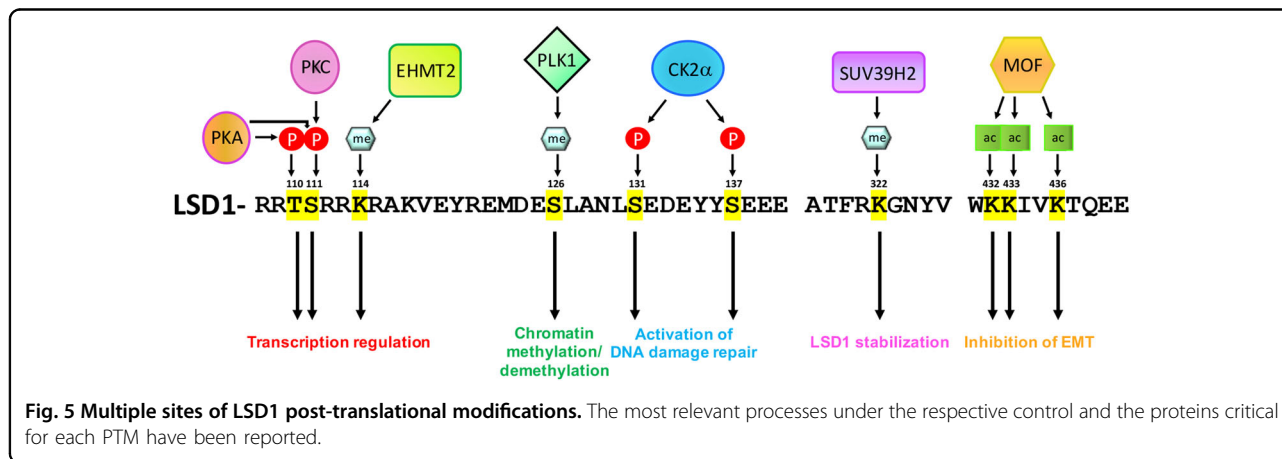 PKC
EHMT2
PLK1
CK2α
SUV39H2
MOF
PKA
P
P
me
me
P
P
me
ac
ac
ac
110 111 114 126 131 137 322 432 433 436
LSD1- RRTSRRKRAKVEYREMDESLANLSEDEYYSEEE ATFRKGNYV WKKIVKTQEE
Transcription regulation
Chromatin
methylation/
demethylation
Activation of
DNA damage repair
LSD1 stabilization
Inhibition of EMT
Fig. 5 Multiple sites of LSD1 post-translational modifications. The most relevant processes under the respective control and the proteins critical
for each PTM have been reported.